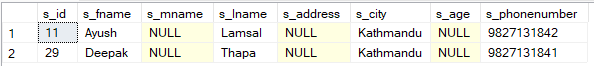 s_id s_fname s_mname s_lname s_address s_city s_age s_phonenumber
1 11 Ayush NULL Lamsal NULL Kathmandu NULL 9827131842
2 29 Deepak NULL Thapa NULL Kathmandu NULL 9827131841